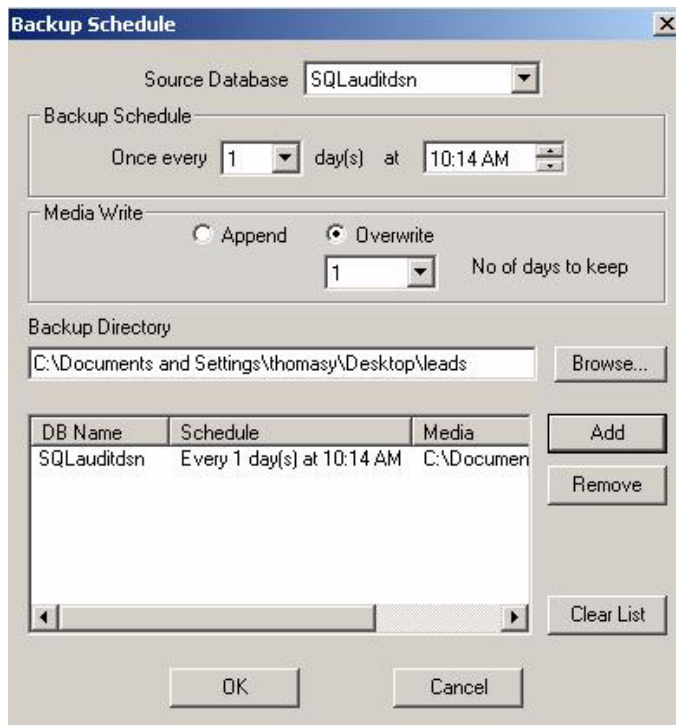 Backup Schedule
Source Database SQLauditdsn
Backup Schedule
Once every 1 day(s) at 10:14 AM
Media Write
Append Overwrite
1 No of days to keep
Backup Directory
C:\Documents and Settings\thomasy\Desktop\leads Browse...
DB Name Schedule Media Add
SQLauditdsn Every 1 day(s) at 10:14 AM C:\Documen
Remove
Clear List
OK Cancel